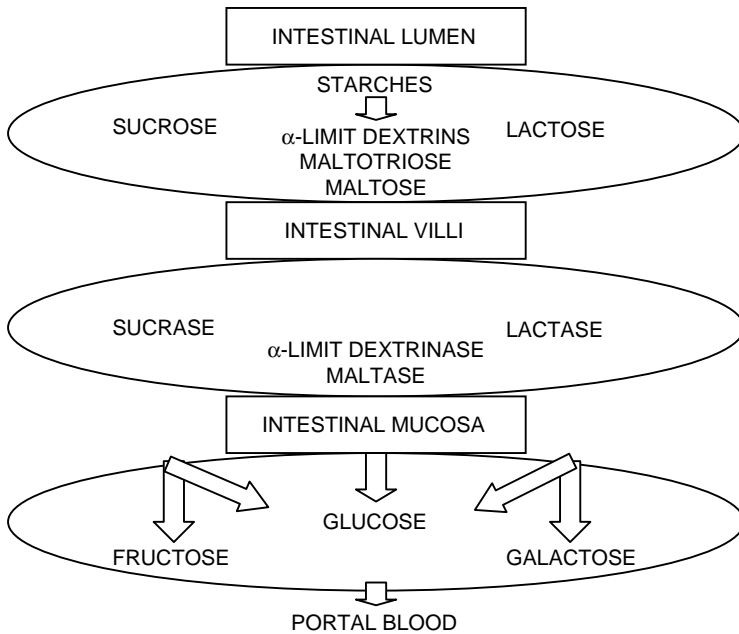 INTESTINAL LUMEN
STARCHES
SUCROSE
LACTOSE
α-LIMIT DEXTRINS
MALTOTRIOSE
MALTOSE
INTESTINAL VILLI
SUCRASE
LACTASE
α-LIMIT DEXTRINASE
MALTASE
INTESTINAL MUCOSA
GLUCOSE
FRUCTOSE
GALACTOSE
PORTAL BLOOD